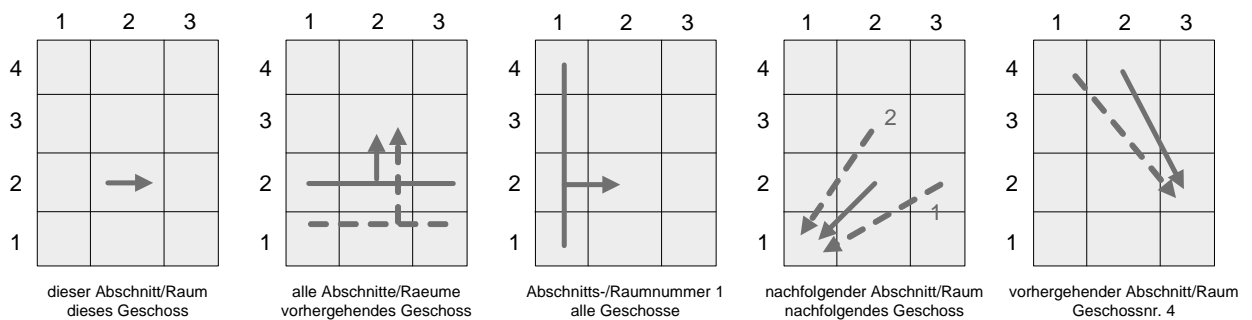 1 2 3
4
3
2
1
dieser Abschnitt/Raum
dieses Geschoss
1 2 3
4
3
2
1
alle Abschnitte/Raeume
vorhergehendes Geschoss
1 2 3
4
3
2
1
Abschnitts-/Raumnummer 1
alle Geschosse
1 2 3
4
3
2
1
2
1
nachfolgender Abschnitt/Raum
nachfolgendes Geschoss
1 2 3
4
3
2
1
vorhergehender Abschnitt/Raum
Geschossnr. 4